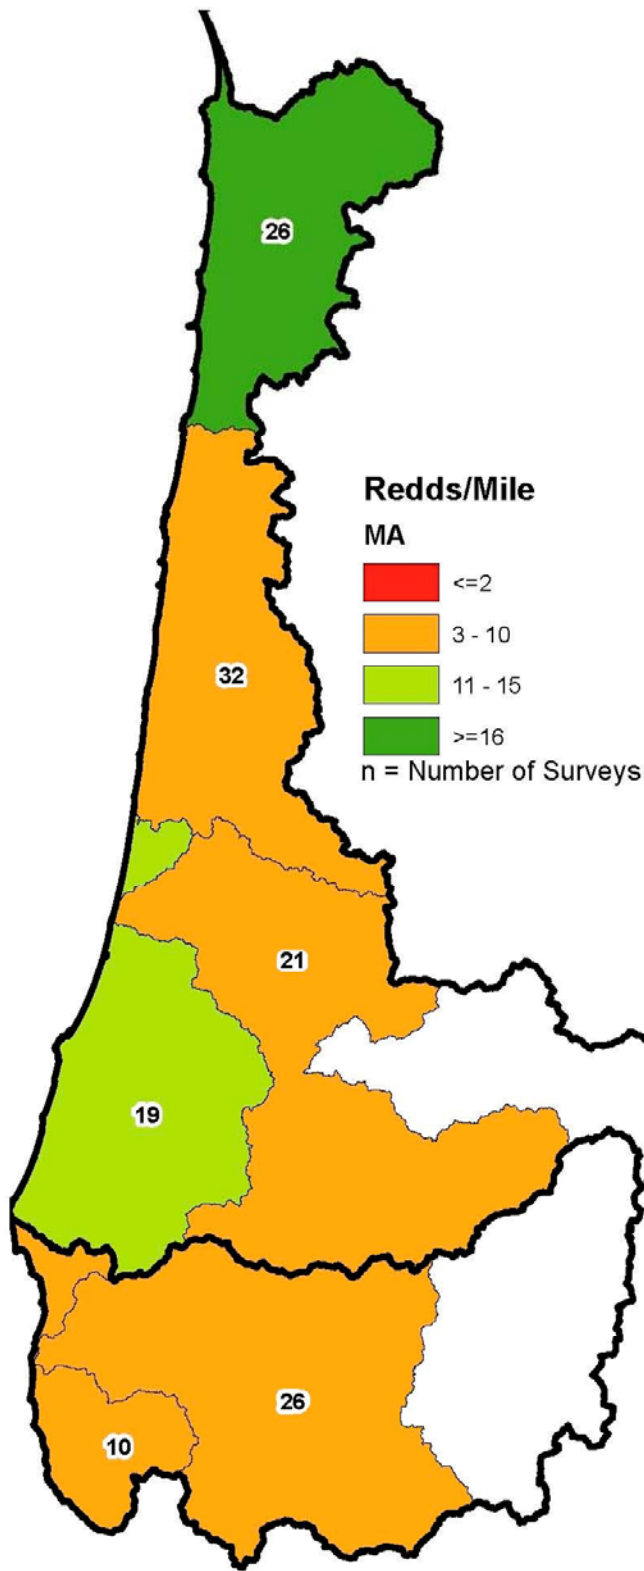 26
Redds/Mile
MA
<=2
3 - 10
32
11 - 15
>=16
n = Number of Surveys
21
19
26
10